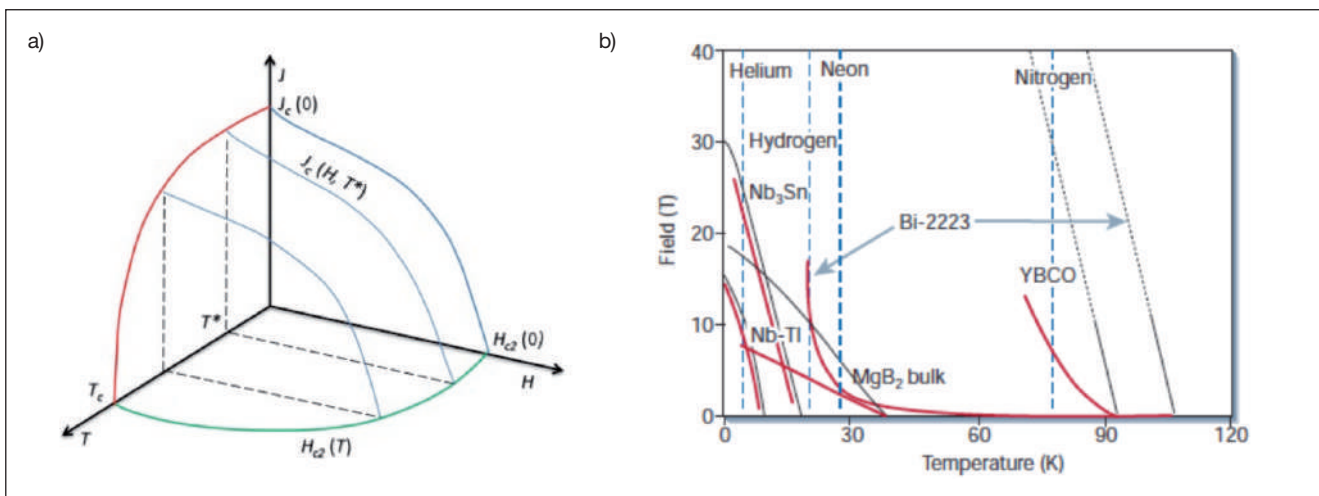 a)
J
J_c (0)
J_c (H, T*)
T*
H_c2 (0)
H
T_c
T
H_c2 (T)
b)
40
30
20
10
0
Field (T)
Helium
Neon
Nitrogen
Hydrogen
Nb₃Sn
Bi-2223
YBCO
Nb-TI
MgB₂ bulk
0
30
60
90
120
Temperature (K)